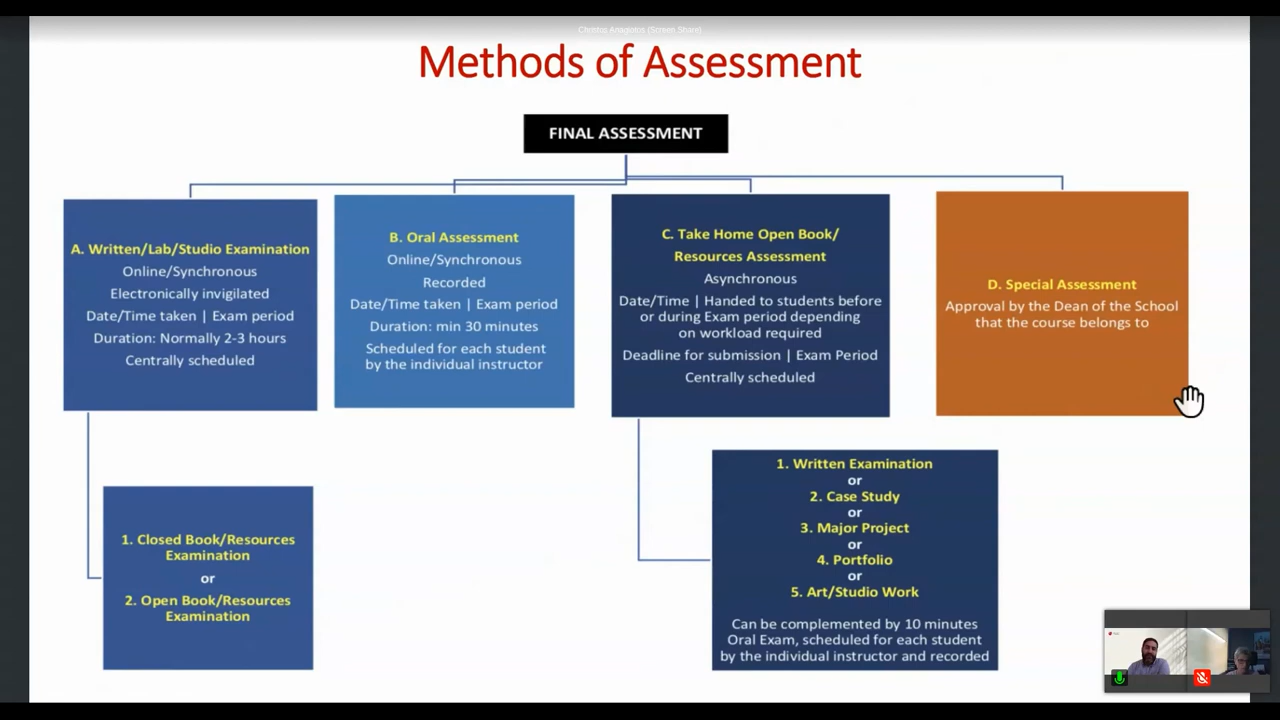 Christos Anagiotos (Screen Share)
Methods of Assessment
FINAL ASSESSMENT
A. Written/Lab/Studio Examination
Online/Synchronous
Electronically invigilated
Date/Time taken | Exam period
Duration: Normally 2-3 hours
Centrally scheduled
B. Oral Assessment
Online/Synchronous
Recorded
Date/Time taken | Exam period
Duration: min 30 minutes
Scheduled for each student
by the individual instructor
C. Take Home Open Book/
Resources Assessment
Asynchronous
Date/Time | Handed to students before
or during Exam period depending
on workload required
Deadline for submission | Exam Period
Centrally scheduled
D. Special Assessment
Approval by the Dean of the School
that the course belongs to
1. Closed Book/Resources
Examination
or
2. Open Book/Resources
Examination
1. Written Examination
or
2. Case Study
or
3. Major Project
or
4. Portfolio
or
5. Art/Studio Work
Can be complemented by 10 minutes
Oral Exam, scheduled for each student
by the individual instructor and recorded